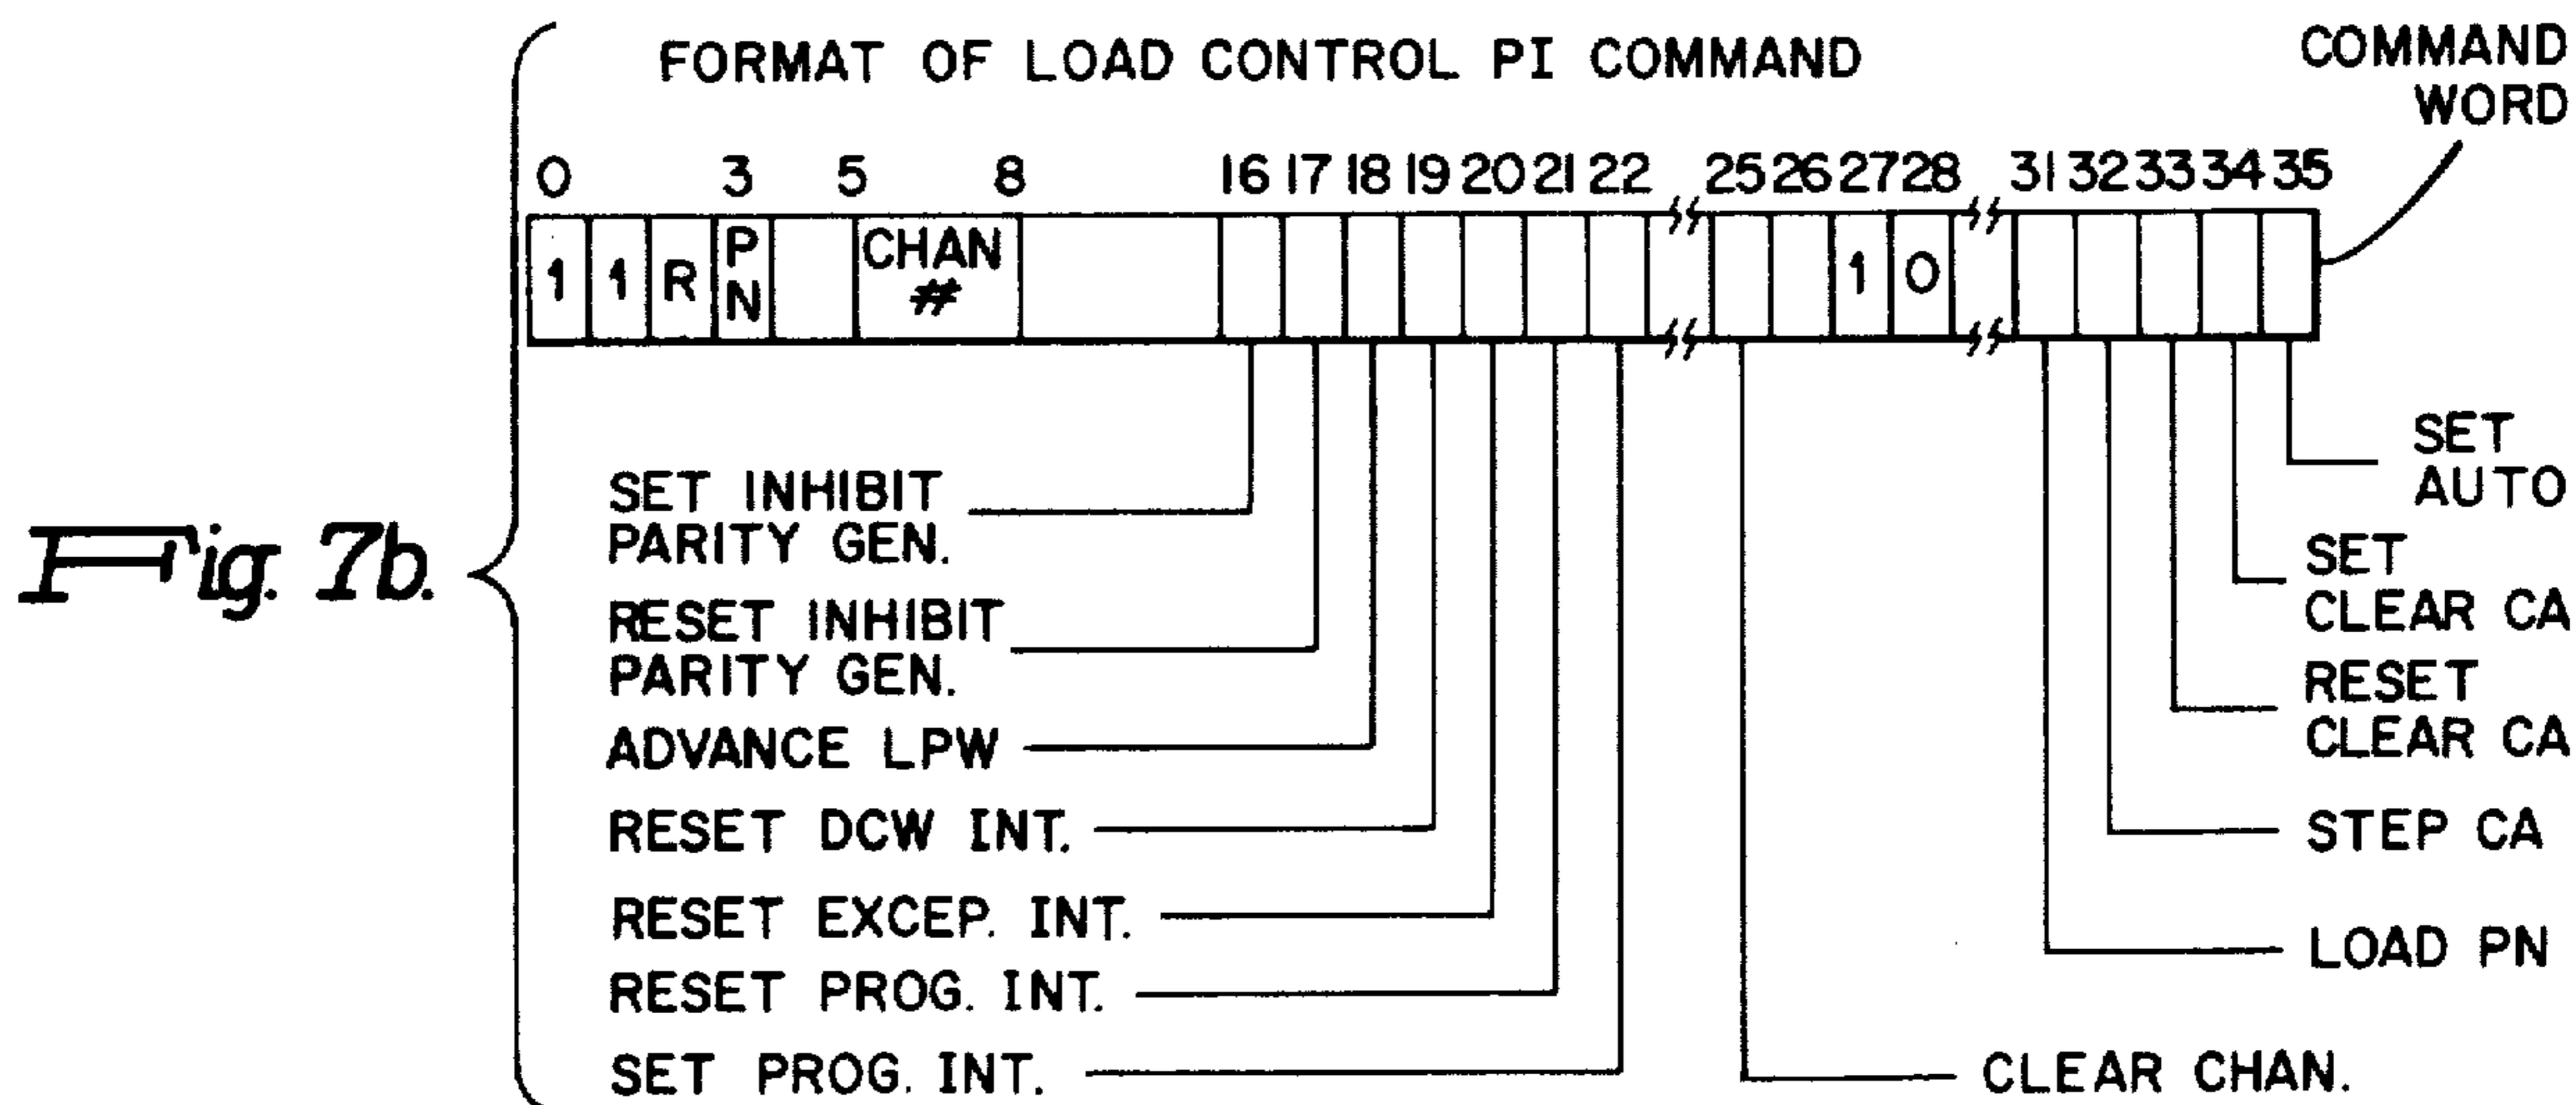 FORMAT OF LOAD CONTROL PI COMMAND
COMMAND
WORD
0 3 5 8 16 17 18 19 20 21 22 25 26 27 28 31 32 33 34 35
1 1 R P N CHAN # 1 0
SET INHIBIT
PARITY GEN.
RESET INHIBIT
PARITY GEN.
ADVANCE LPW
RESET DCW INT.
RESET EXCEP. INT.
RESET PROG. INT.
SET PROG. INT.
CLEAR CHAN.
SET
AUTO
SET
CLEAR CA
RESET
CLEAR CA
STEP CA
LOAD PN
Fig. 7b.